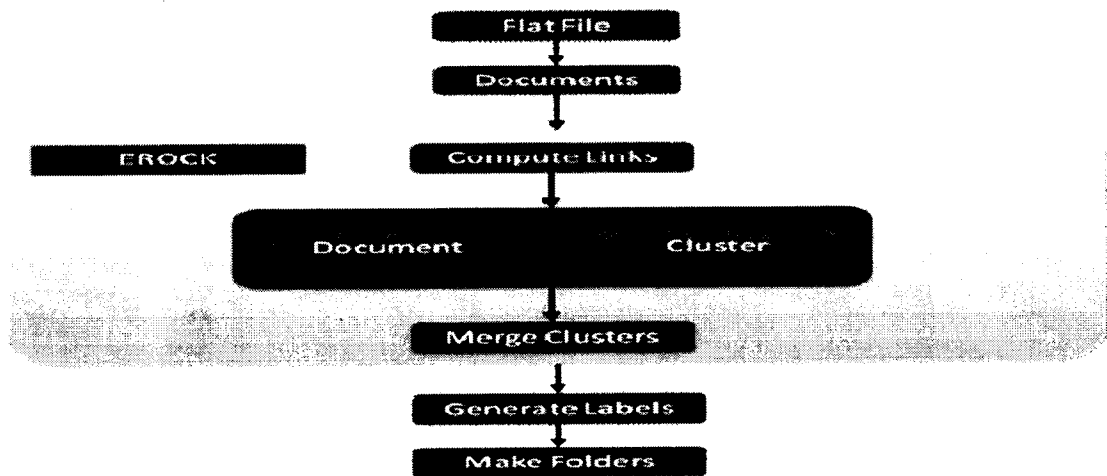 Flat File
Documents
EROCK
Compute Links
Document Cluster
Merge Clusters
Generate Labels
Make Folders